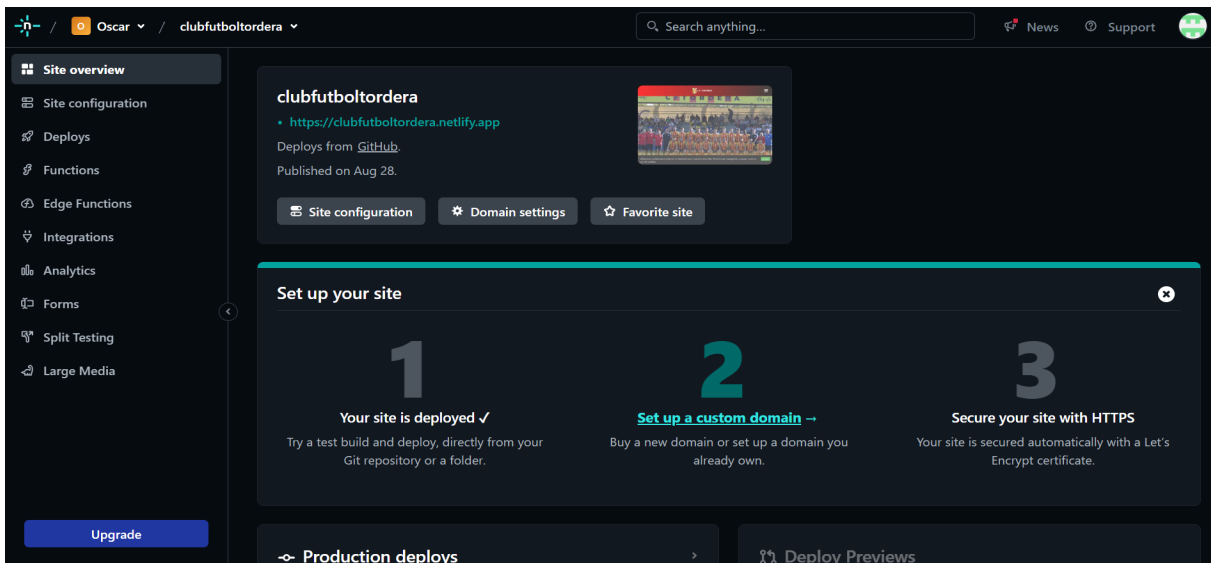 Oscar
clubfutboltordera
Search anything...
News
Support
Site overview
Site configuration
Deploys
Functions
Edge Functions
Integrations
Analytics
Forms
Split Testing
Large Media
Upgrade
clubfutboltordera
• https://clubfutboltordera.netlify.app
Deploys from GitHub.
Published on Aug 28.
Site configuration
Domain settings
Favorite site
Set up your site
1
Your site is deployed ✓
Try a test build and deploy, directly from your
Git repository or a folder.
2
Set up a custom domain →
Buy a new domain or set up a domain you
already own.
3
Secure your site with HTTPS
Your site is secured automatically with a Let's
Encrypt certificate.
Production deploys
Deploy Previews